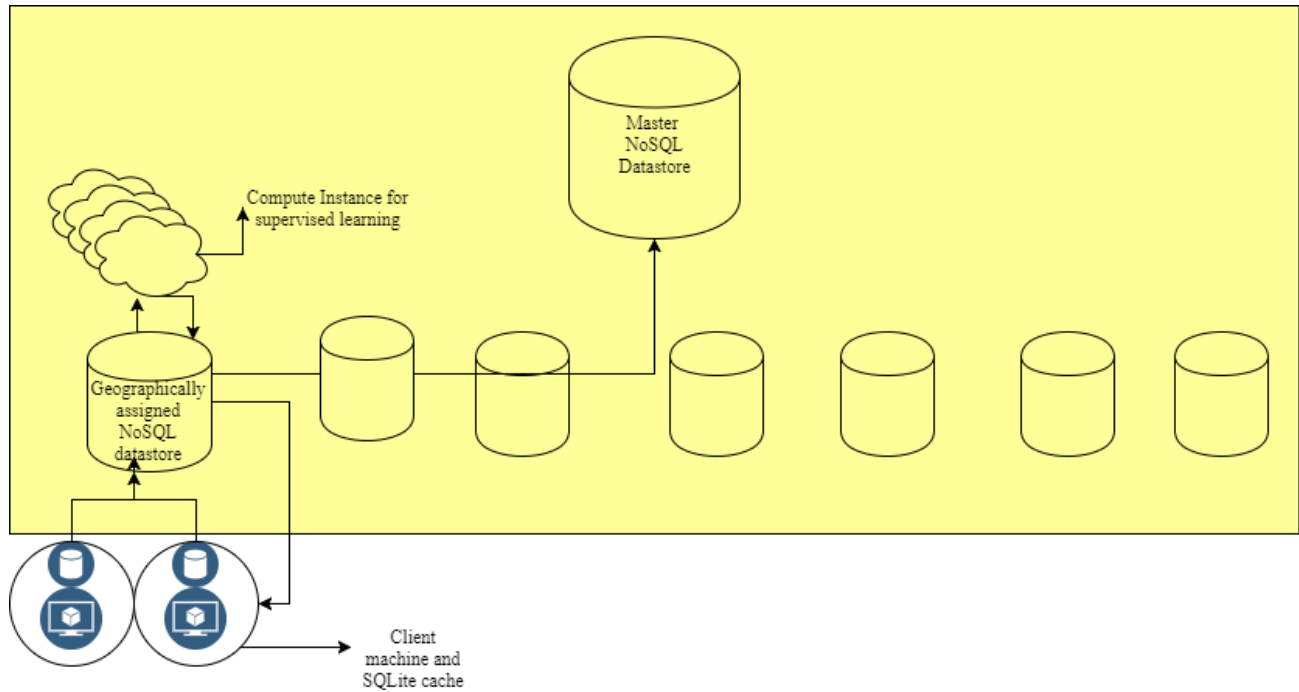 Master
NoSQL
Datastore
Compute Instance for
supervised learning
Geographically
assigned
NoSQL
datastore
Client
machine and
SQLite cache